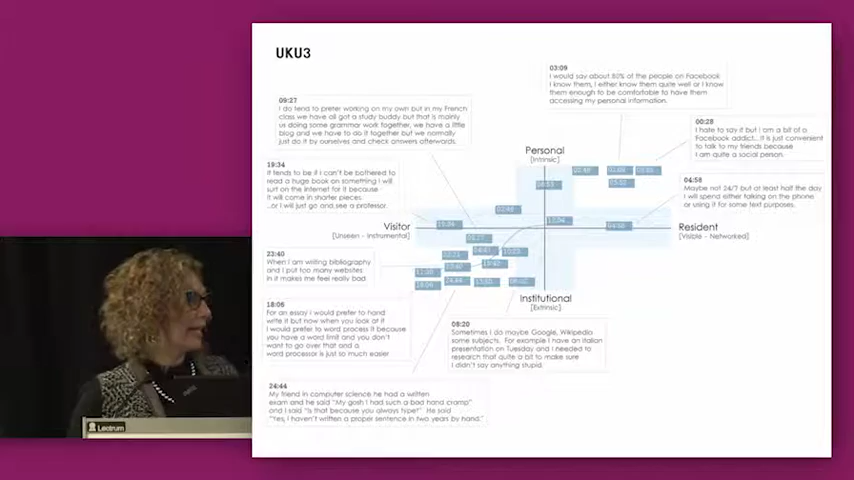 UKU3
03:09
I would say about 80% of the people on Facebook
I know them, I either know them quite well or I know
them enough to be comfortable to have them
accessing my personal information.
09:27
I do tend to prefer working on my own but in my French
class we have all got a study buddy but that is mainly
us doing some grammar work together, we have a little
blog and we have to do it together but we normally
just do it by ourselves and check answers afterwards.
00:28
I hate to say it but I am a bit of a
Facebook addict... It is just convenient
to talk to my friends because
I am quite a social person.
Personal
[Intrinsic]
19:34
It tends to be if I can't be bothered to
read a huge book on something I will
surf on the internet for it because
it will come in shorter pieces
...or I will just go and see a professor.
04:58
Maybe not 24/7 but at least half the day
I will spend either talking on the phone
or using it for some text purposes.
Visitor
[Unseen - Instrumental]
Resident
[Visible - Networked]
23:40
When I am writing bibliography
and I put too many websites
in it makes me feel really bad
Institutional
[Extrinsic]
18:06
For an essay I would prefer to hand
write it but now when you look at it
I would prefer to word process it because
you have a word limit and you don't
want to go over that and a
word processor is just so much easier
08:20
Sometimes I do maybe Google, Wikipedia
some subjects. For example I have an Italian
presentation on Tuesday and I needed to
research that quite a bit to make sure
I didn't say anything stupid.
24:44
My friend in computer science he had a written
exam and he said "My gosh I had such a bad hand cramp"
and I said "Is that because you always type?" He said
"Yes, I haven't written a proper sentence in two years by hand."
Lectrum